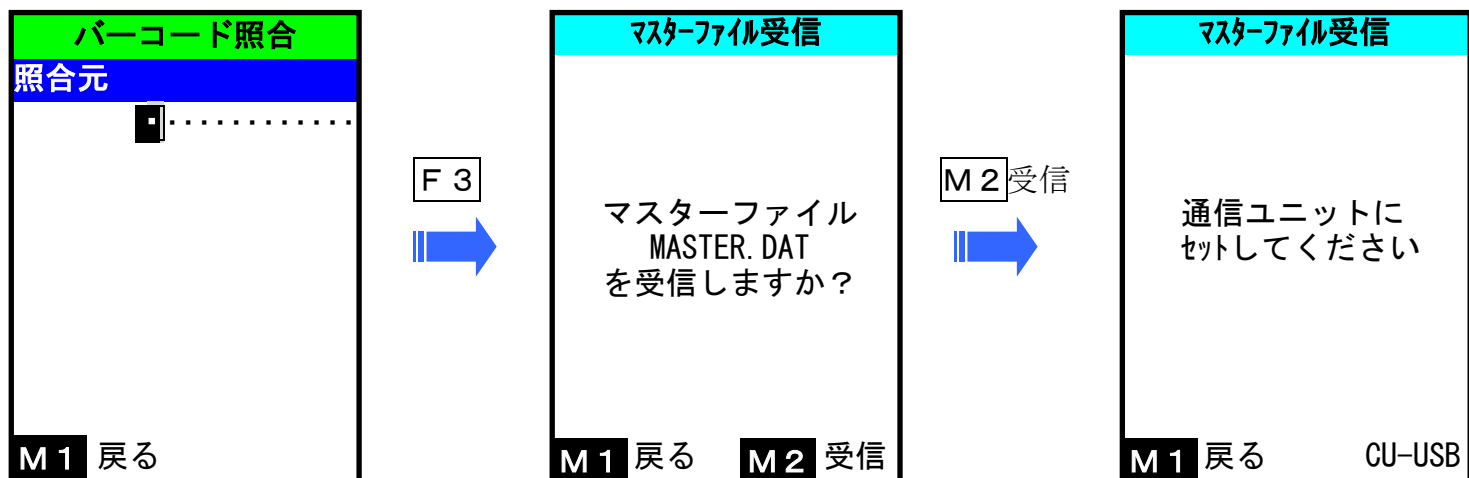 バーコード照合
照合元
.............
M1 戻る
F3
ﾏｽﾀｰﾌｧｲﾙ受信
マスターファイル
MASTER.DAT
を受信しますか？
M1 戻る M2 受信
M2受信
ﾏｽﾀｰﾌｧｲﾙ受信
通信ユニットに
ｾｯﾄしてください
M1 戻る CU-USB